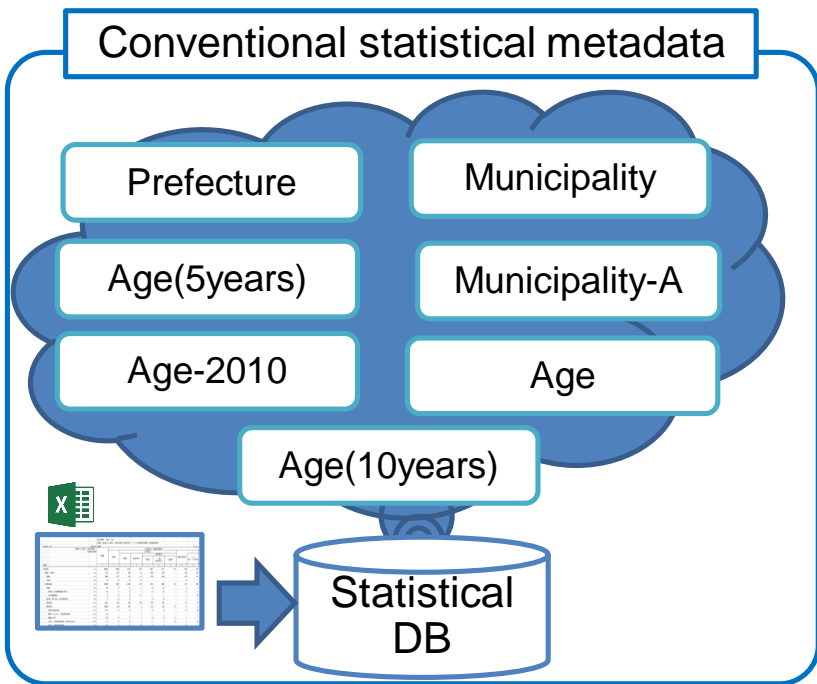 Conventional statistical metadata
Prefecture
Municipality
Age(5years)
Municipality-A
Age-2010
Age
Age(10years)
X
Statistical
DB